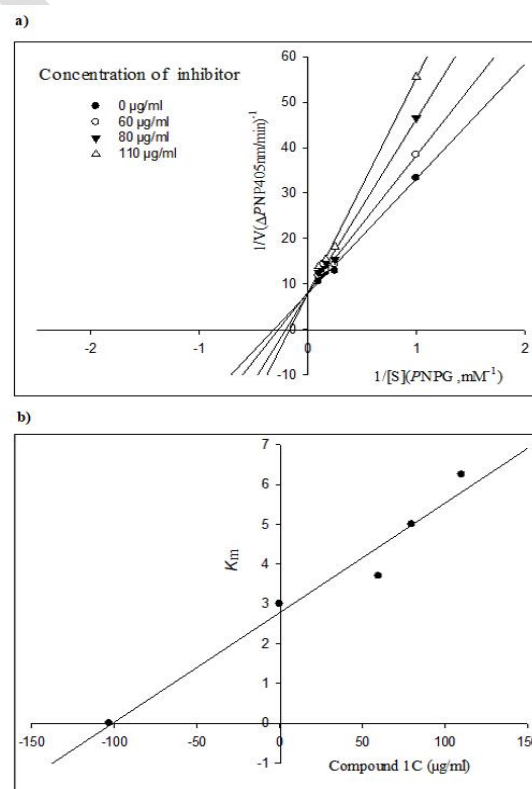 a)
Concentration of inhibitor
0 µg/ml
60 µg/ml
80 µg/ml
110 µg/ml
1/V(ΔPNP405nm/min)-1
60
50
40
30
20
10
0
-10
-2
-1
0
1
2
1/[S](PNPG ,mM-1)
b)
Km
7
6
5
4
3
2
1
0
-1
-150
-100
-50
0
50
100
150
Compound 1C (µg/ml)